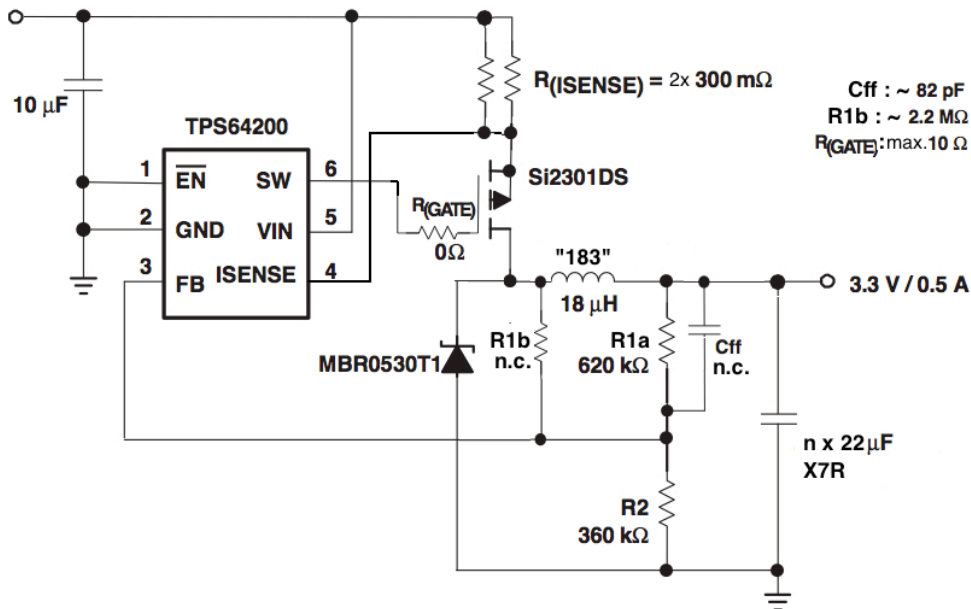 R(ISENSE) = 2x 300 mΩ
Cff : ~ 82 pF
R1b : ~ 2.2 MΩ
R(GATE): max.10 Ω
10 μF
TPS64200
1
E̅N̅
SW
6
2
GND
VIN
5
3
FB
ISENSE
4
Si2301DS
R(GATE)
0Ω
"183"
18 μH
3.3 V / 0.5 A
R1b
n.c.
R1a
620 kΩ
Cff
n.c.
MBR0530T1
n x 22μF
X7R
R2
360 kΩ